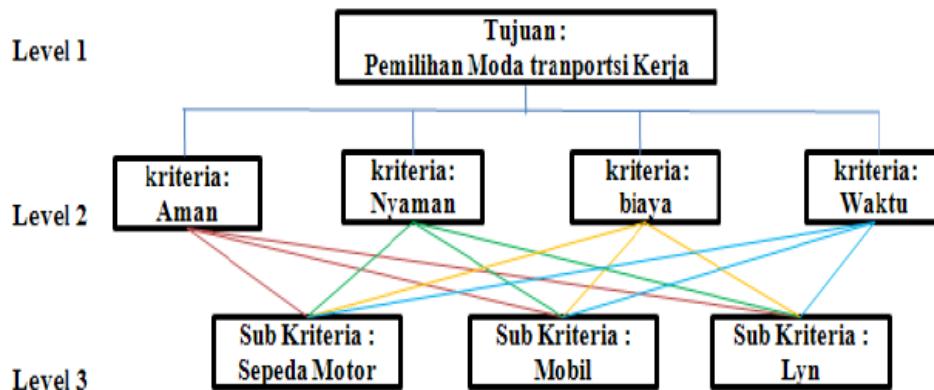 Level 1
Tujuan :
Pemilihan Moda tranportsi Kerja
Level 2
kriteria:
Aman
kriteria:
Nyaman
kriteria:
biaya
kriteria:
Waktu
Level 3
Sub Kriteria :
Sepeda Motor
Sub Kriteria :
Mobil
Sub Kriteria :
Lyn